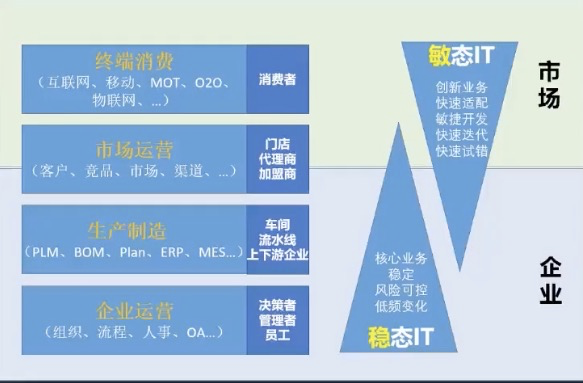 终端消费
（互联网、移动、MOT、O2O、
物联网、…）
消费者
市场运营
（客户、竞品、市场、渠道、…）
门店
代理商
加盟商
生产制造
（PLM、BOM、Plan、ERP、MES…）
车间
流水线
上下游企业
企业运营
（组织、流程、人事、OA…）
决策者
管理者
员工
敏态IT
创新业务
快速适配
敏捷开发
快速迭代
快速试错
核心业务
稳定
风险可控
低频变化
稳态IT
市场
企业